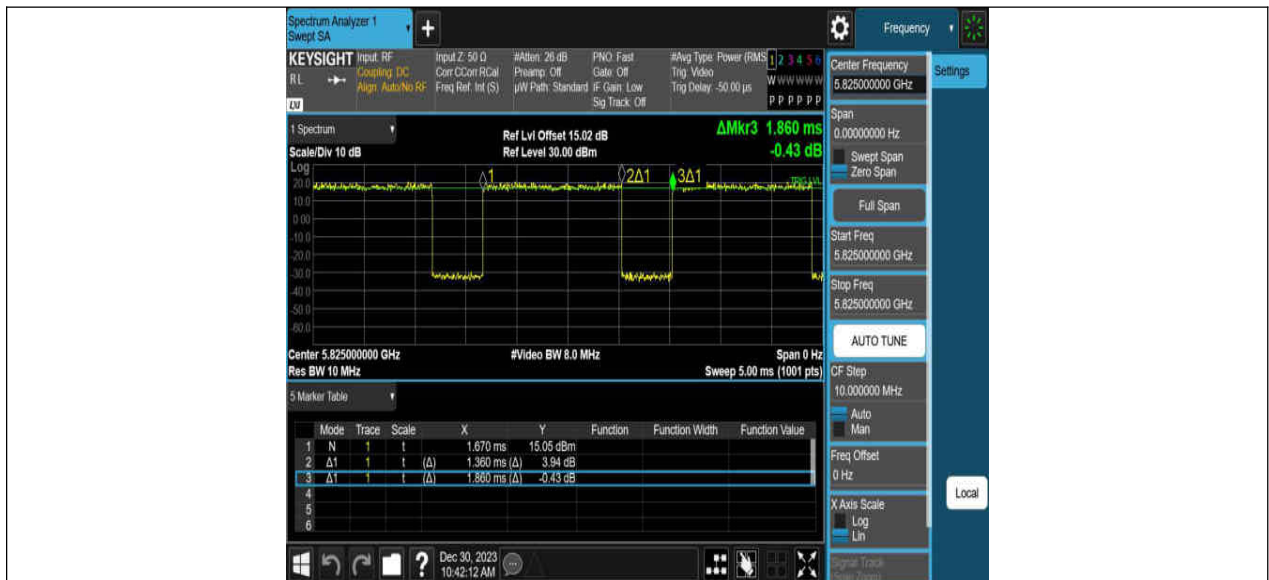 Spectrum Analyzer 1
Swept SA
+
Frequency
KEYSIGHT
RL
LXI
Input: RF
Coupling: DC
Align: Auto/No RF
Input Z: 50 Ω
Corr CCorr RCal
Freq Ref: Int (S)
#Atten: 26 dB
Preamp: Off
µW Path: Standard
PNO: Fast
Gate: Off
IF Gain: Low
Sig Track: Off
#Avg Type: Power (RMS
Trig: Video
Trig Delay: -50.00 µs
1 2 3 4 5 6
W W W W W W
P P P P P P
Center Frequency
5.825000000 GHz
Settings
1 Spectrum
Scale/Div 10 dB
Ref Lvl Offset 15.02 dB
Ref Level 30.00 dBm
ΔMkr3 1.860 ms
-0.43 dB
Log
20.0
10.0
0.00
-10.0
-20.0
-30.0
-40.0
-50.0
-60.0
1
2Δ1
3Δ1
TRIG LVL
Center 5.825000000 GHz
#Video BW 8.0 MHz
Span 0 Hz
Res BW 10 MHz
Sweep 5.00 ms (1001 pts)
Span
0.00000000 Hz
Swept Span
Zero Span
Full Span
Start Freq
5.825000000 GHz
Stop Freq
5.825000000 GHz
AUTO TUNE
CF Step
10.000000 MHz
Auto
Man
Freq Offset
0 Hz
X Axis Scale
Log
Lin
Signal Track
(Span Zoom)
Local
5 Marker Table
Mode Trace Scale X Y Function Function Width Function Value
1 N 1 t 1.670 ms 15.05 dBm
2 Δ1 1 t (Δ) 1.360 ms (Δ) 3.94 dB
3 Δ1 1 t (Δ) 1.860 ms (Δ) -0.43 dB
4
5
6
?
Dec 30, 2023
10:42:12 AM